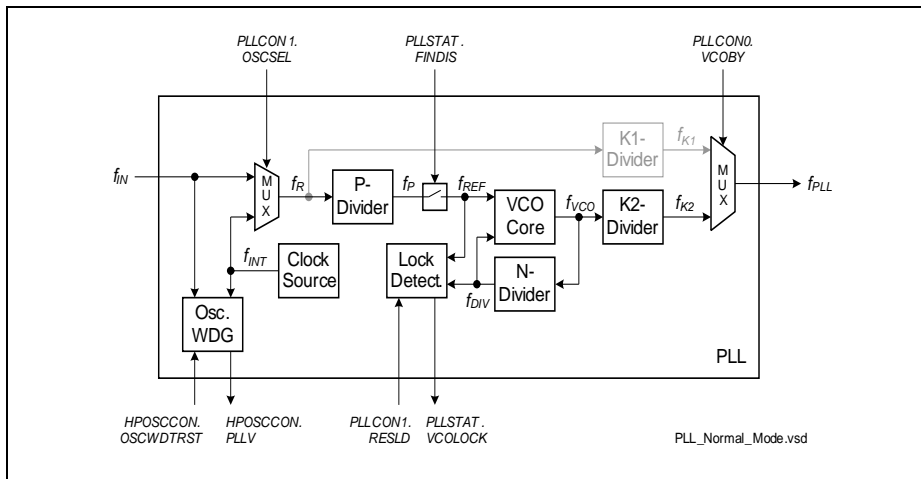 PLLCON1.
OSCSEL
PLLSTAT.
FINDIS
PLLCON0.
VCOBY
K1-
Divider
fK1
fIN
MUX
fR
P-
Divider
fP
fREF
VCO
Core
fVCO
K2-
Divider
fK2
MUX
fPLL
fINT
Clock
Source
Lock
Detect.
fDIV
N-
Divider
Osc.
WDG
PLL
HPOSCCON.
OSCWDTRST
HPOSCCON.
PLLV
PLLCON1.
RESLD
PLLSTAT.
VCOLOCK
PLL_Normal_Mode.vsd